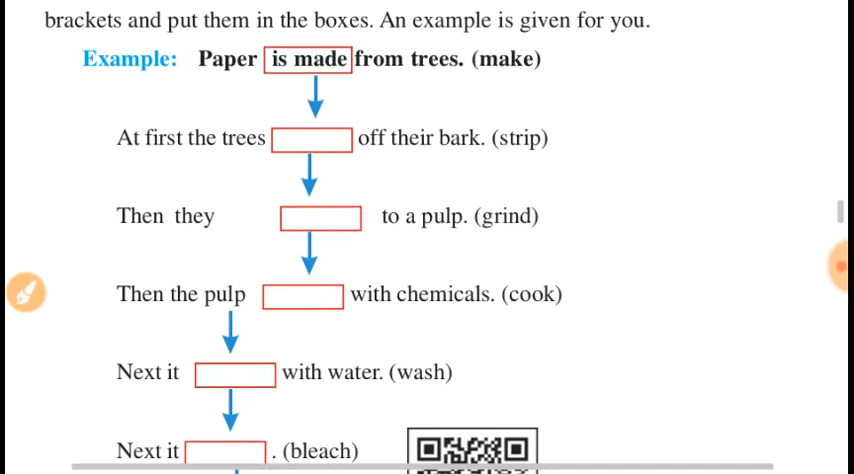 brackets and put them in the boxes. An example is given for you.
Example: Paper is made from trees. (make)
At first the trees off their bark. (strip)
Then they to a pulp. (grind)
Then the pulp with chemicals. (cook)
Next it with water. (wash)
Next it . (bleach)